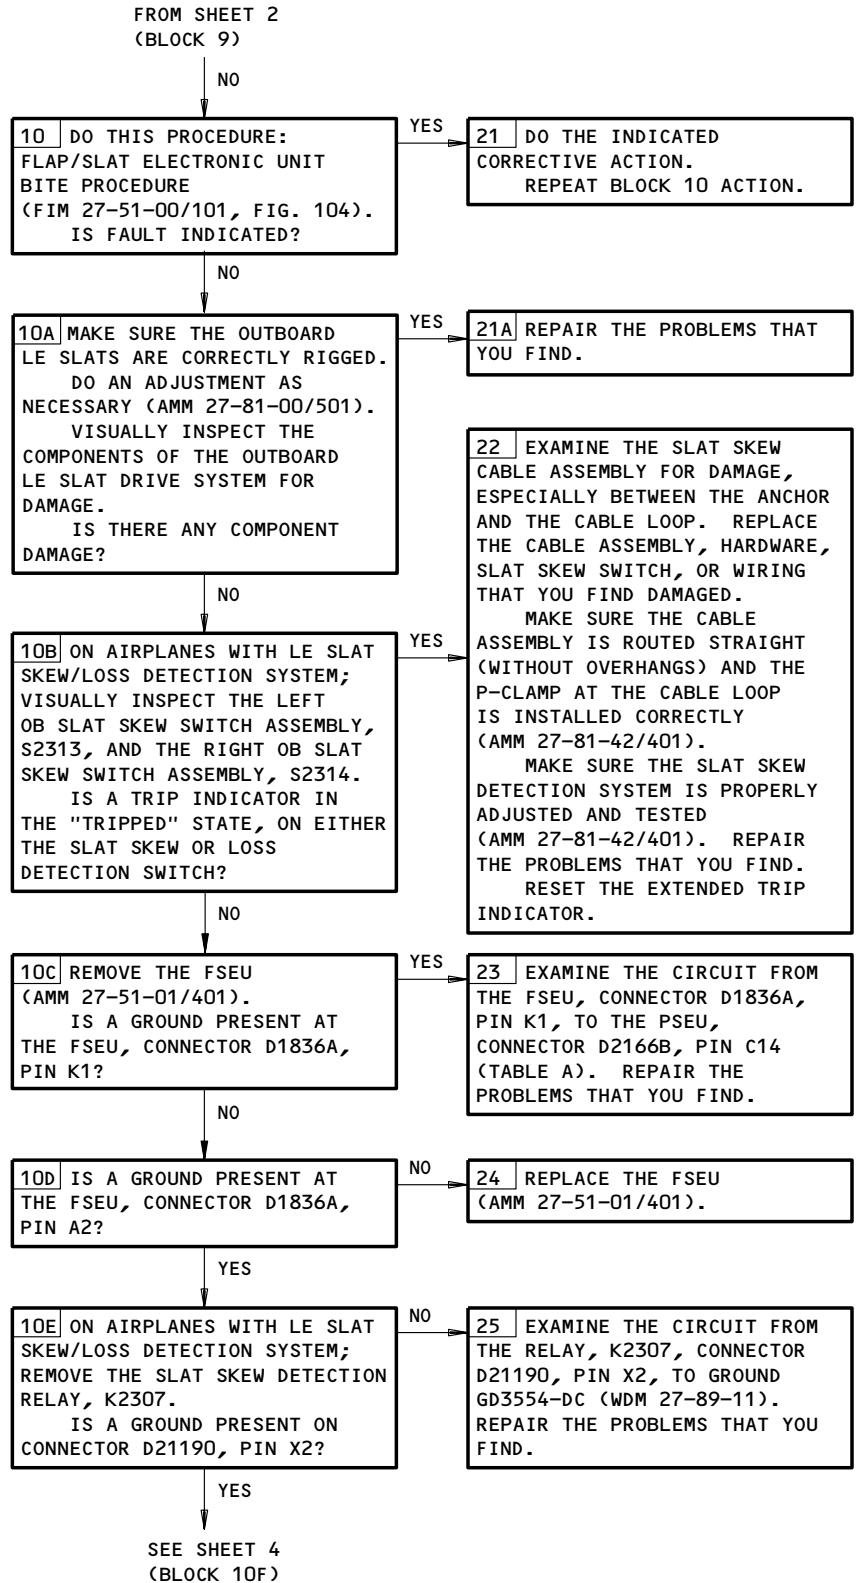 FROM SHEET 2
(BLOCK 9)
NO
10 DO THIS PROCEDURE:
FLAP/SLAT ELECTRONIC UNIT
BITE PROCEDURE
(FIM 27-51-00/101, FIG. 104).
IS FAULT INDICATED?
YES
21 DO THE INDICATED
CORRECTIVE ACTION.
REPEAT BLOCK 10 ACTION.
NO
10A MAKE SURE THE OUTBOARD
LE SLATS ARE CORRECTLY RIGGED.
DO AN ADJUSTMENT AS
NECESSARY (AMM 27-81-00/501).
VISUALLY INSPECT THE
COMPONENTS OF THE OUTBOARD
LE SLAT DRIVE SYSTEM FOR
DAMAGE.
IS THERE ANY COMPONENT
DAMAGE?
YES
21A REPAIR THE PROBLEMS THAT
YOU FIND.
NO
10B ON AIRPLANES WITH LE SLAT
SKEW/LOSS DETECTION SYSTEM;
VISUALLY INSPECT THE LEFT
OB SLAT SKEW SWITCH ASSEMBLY,
S2313, AND THE RIGHT OB SLAT
SKEW SWITCH ASSEMBLY, S2314.
IS A TRIP INDICATOR IN
THE "TRIPPED" STATE, ON EITHER
THE SLAT SKEW OR LOSS
DETECTION SWITCH?
YES
22 EXAMINE THE SLAT SKEW
CABLE ASSEMBLY FOR DAMAGE,
ESPECIALLY BETWEEN THE ANCHOR
AND THE CABLE LOOP. REPLACE
THE CABLE ASSEMBLY, HARDWARE,
SLAT SKEW SWITCH, OR WIRING
THAT YOU FIND DAMAGED.
MAKE SURE THE CABLE
ASSEMBLY IS ROUTED STRAIGHT
(WITHOUT OVERHANGS) AND THE
P-CLAMP AT THE CABLE LOOP
IS INSTALLED CORRECTLY
(AMM 27-81-42/401).
MAKE SURE THE SLAT SKEW
DETECTION SYSTEM IS PROPERLY
ADJUSTED AND TESTED
(AMM 27-81-42/401). REPAIR
THE PROBLEMS THAT YOU FIND.
RESET THE EXTENDED TRIP
INDICATOR.
NO
10C REMOVE THE FSEU
(AMM 27-51-01/401).
IS A GROUND PRESENT AT
THE FSEU, CONNECTOR D1836A,
PIN K1?
YES
23 EXAMINE THE CIRCUIT FROM
THE FSEU, CONNECTOR D1836A,
PIN K1, TO THE PSEU,
CONNECTOR D2166B, PIN C14
(TABLE A). REPAIR THE
PROBLEMS THAT YOU FIND.
NO
10D IS A GROUND PRESENT AT
THE FSEU, CONNECTOR D1836A,
PIN A2?
NO
24 REPLACE THE FSEU
(AMM 27-51-01/401).
YES
10E ON AIRPLANES WITH LE SLAT
SKEW/LOSS DETECTION SYSTEM;
REMOVE THE SLAT SKEW DETECTION
RELAY, K2307.
IS A GROUND PRESENT ON
CONNECTOR D21190, PIN X2?
NO
25 EXAMINE THE CIRCUIT FROM
THE RELAY, K2307, CONNECTOR
D21190, PIN X2, TO GROUND
GD3554-DC (WDM 27-89-11).
REPAIR THE PROBLEMS THAT YOU
FIND.
YES
SEE SHEET 4
(BLOCK 10F)